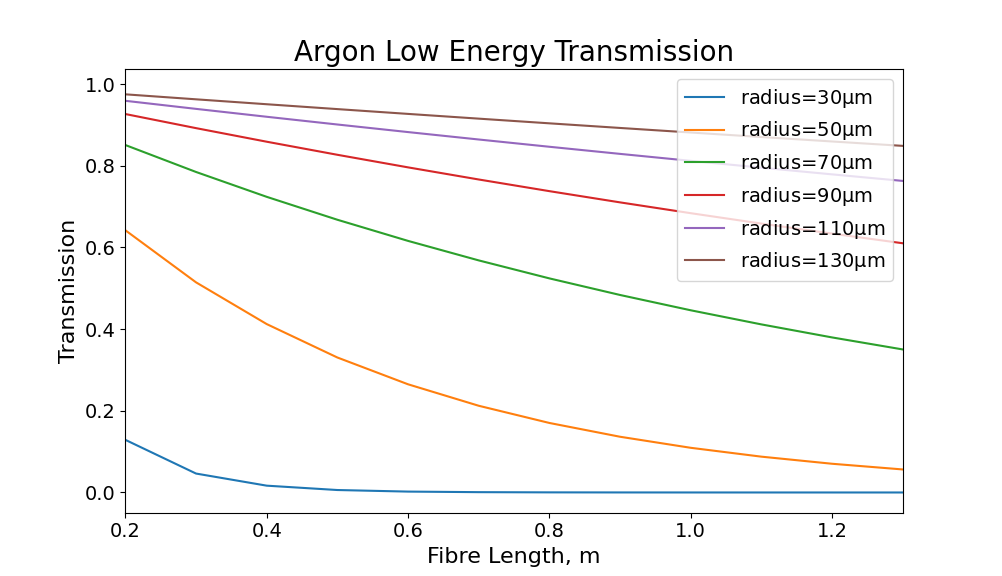 Argon Low Energy Transmission
Transmission
1.0
0.8
0.6
0.4
0.2
0.0
radius=30μm
radius=50μm
radius=70μm
radius=90μm
radius=110μm
radius=130μm
0.2 0.4 0.6 0.8 1.0 1.2
Fibre Length, m